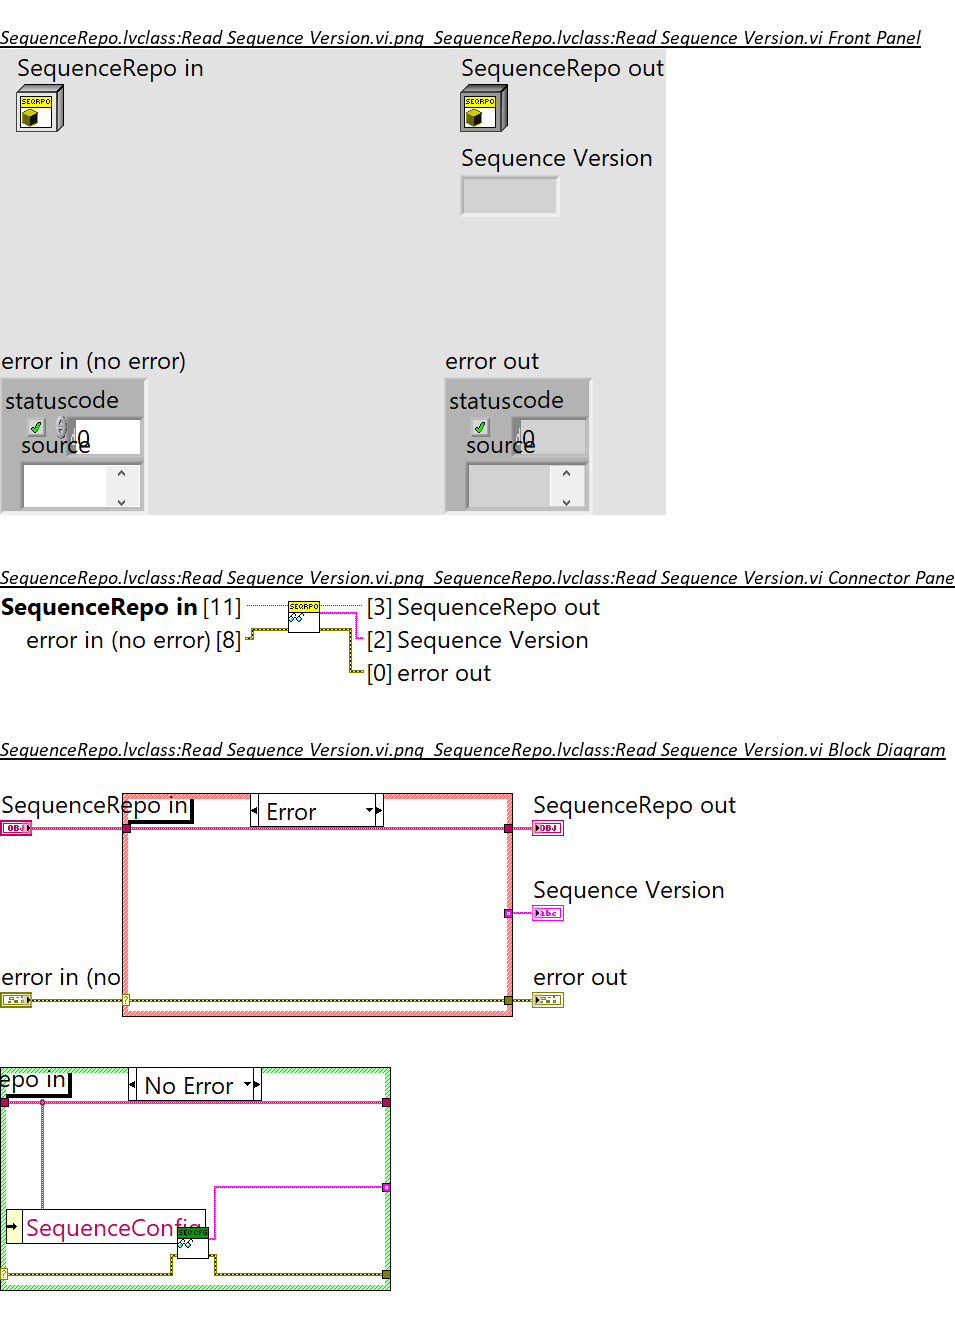 SequenceRepo.lvclass:Read Sequence Version.vi.png SequenceRepo.lvclass:Read Sequence Version.vi Front Panel
SequenceRepo in
SequenceRepo out
SEQRPO
SEQRPO
Sequence Version
error in (no error)
error out
status code
status code
0
0
source
source
SequenceRepo.lvclass:Read Sequence Version.vi.png SequenceRepo.lvclass:Read Sequence Version.vi Connector Pane
SequenceRepo in [11]
SEQRPO
[3] SequenceRepo out
error in (no error) [8]
[2] Sequence Version
[0] error out
SequenceRepo.lvclass:Read Sequence Version.vi.png SequenceRepo.lvclass:Read Sequence Version.vi Block Diagram
SequenceRepo in
Error
SequenceRepo out
OBJ
OBJ
Sequence Version
Abc
error in (no
error out
?
epo in
No Error
SequenceConfig
SEQCFG
?